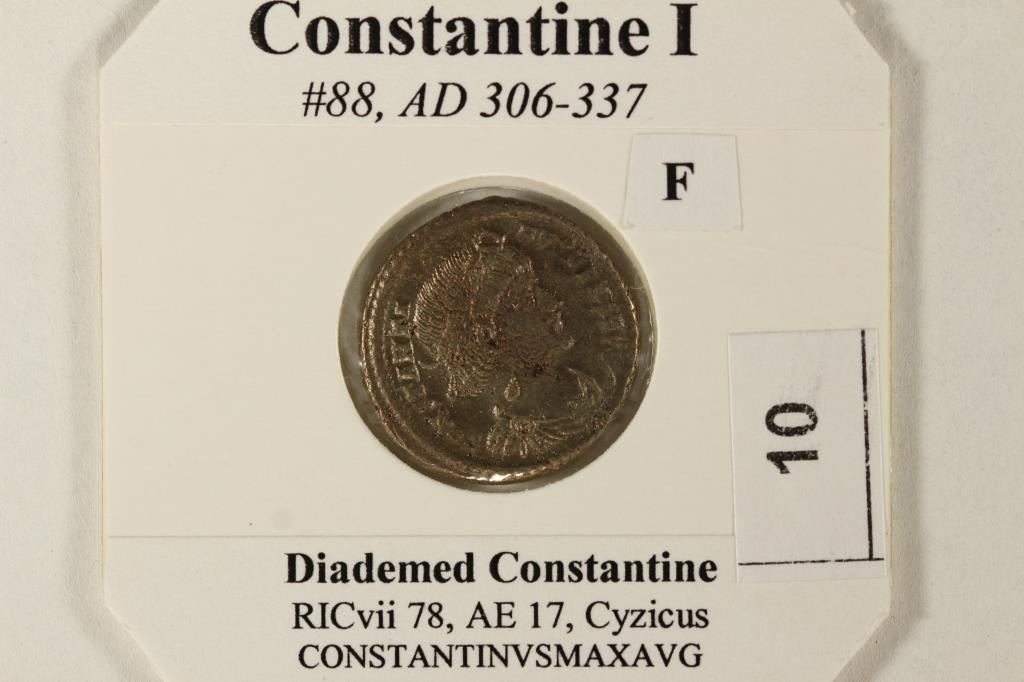 Constantine I
#88, AD 306-337
F
10
Diademed Constantine
RICvii 78, AE 17, Cyzicus
CONSTANTINVSMAXAVG